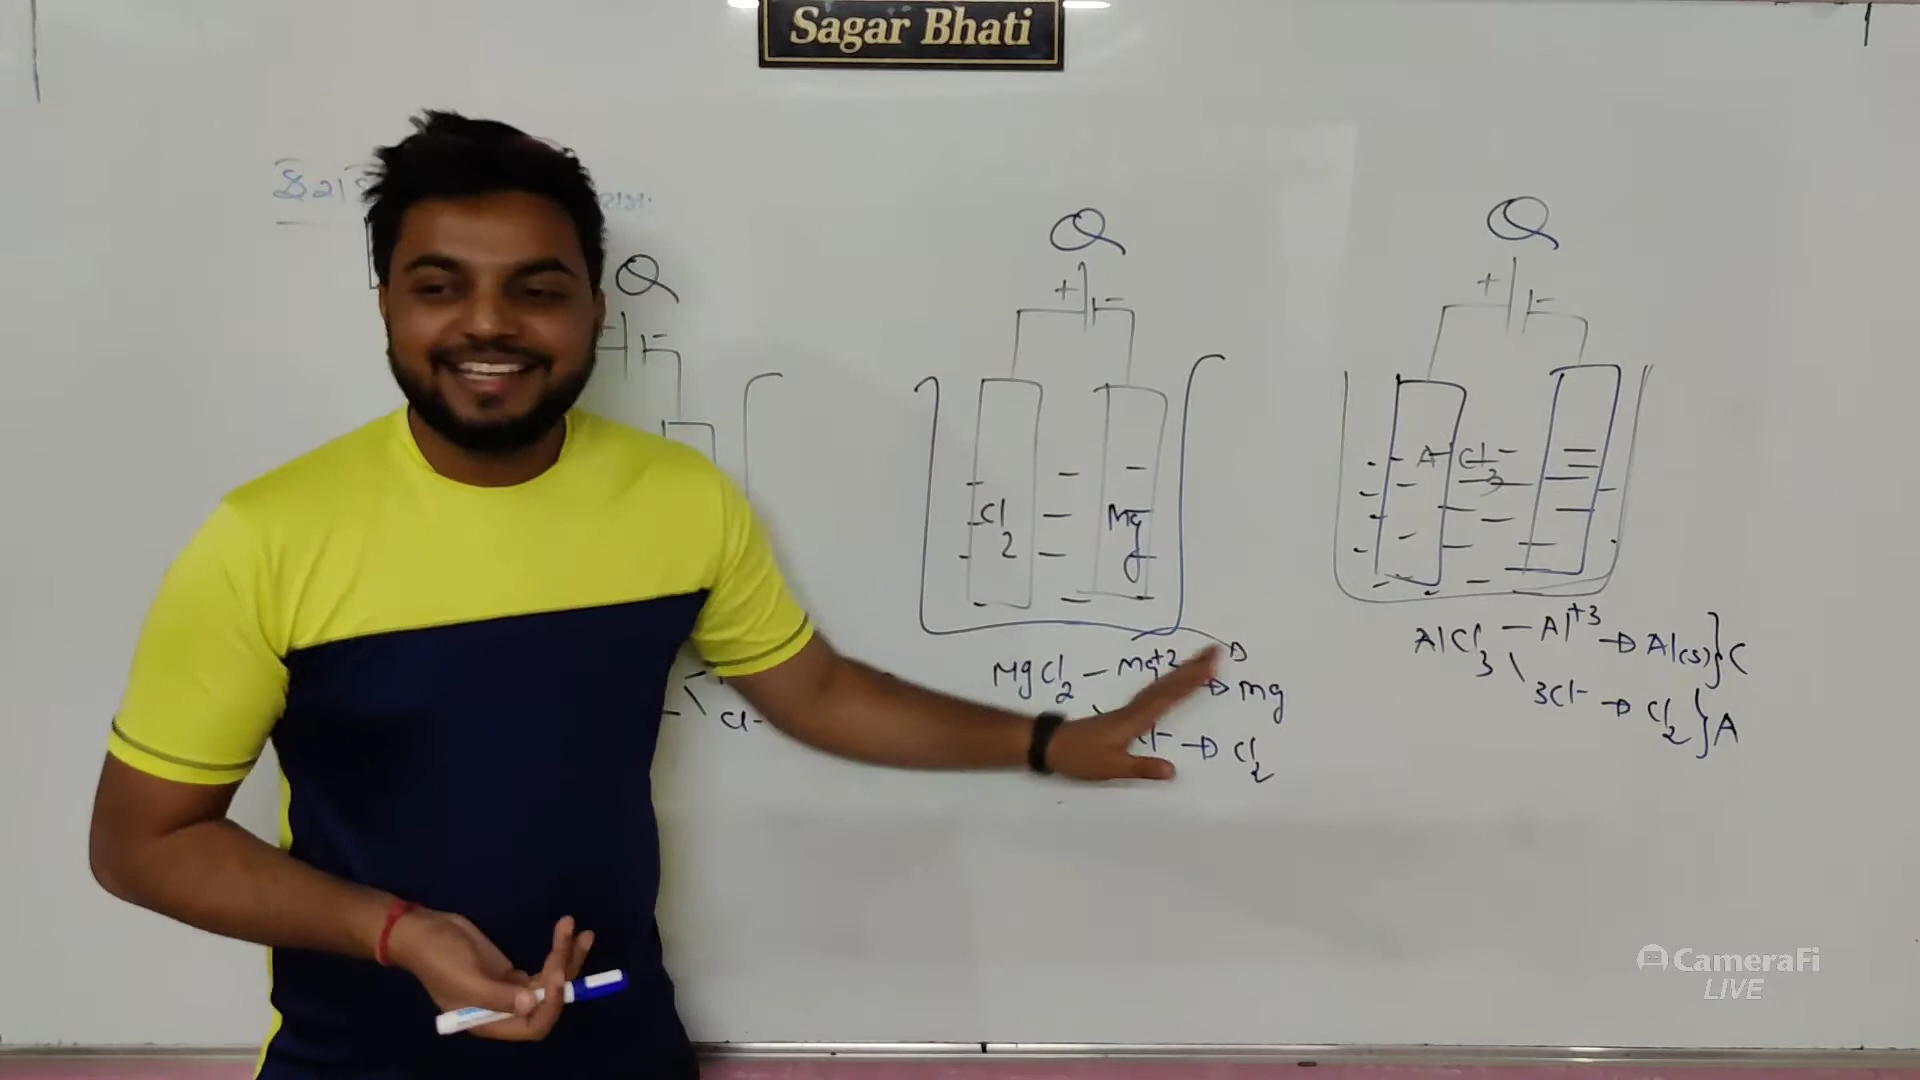 Sagar Bhati
Q
Q
Q
+ -
+ -
-
Cl2
Mg
AlCl3
MgCl2 — Mg+2 → Mg
Cl- → Cl2
AlCl3 — Al+3 → Al(s) } C
3Cl- → Cl2 } A
Cl-
CameraFi
LIVE